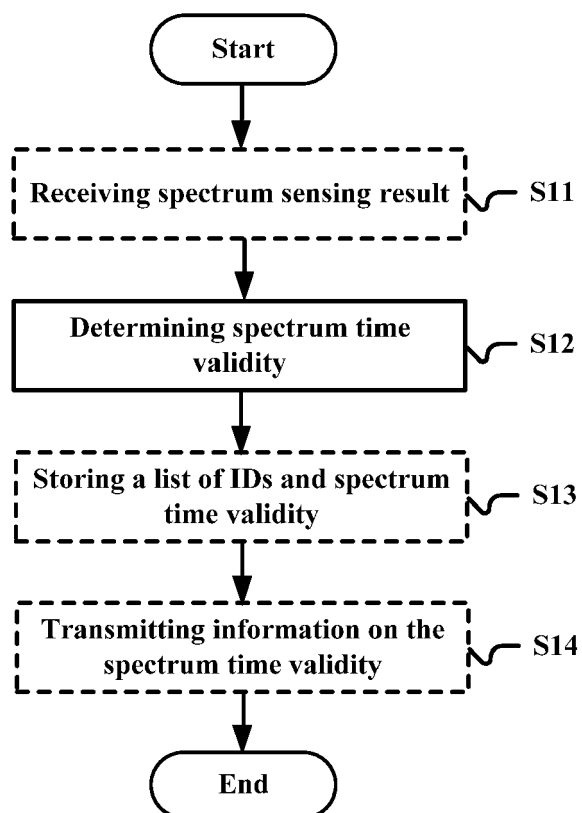 Start
Receiving spectrum sensing result
S11
Determining spectrum time
validity
S12
Storing a list of IDs and spectrum
time validity
S13
Transmitting information on the
spectrum time validity
S14
End